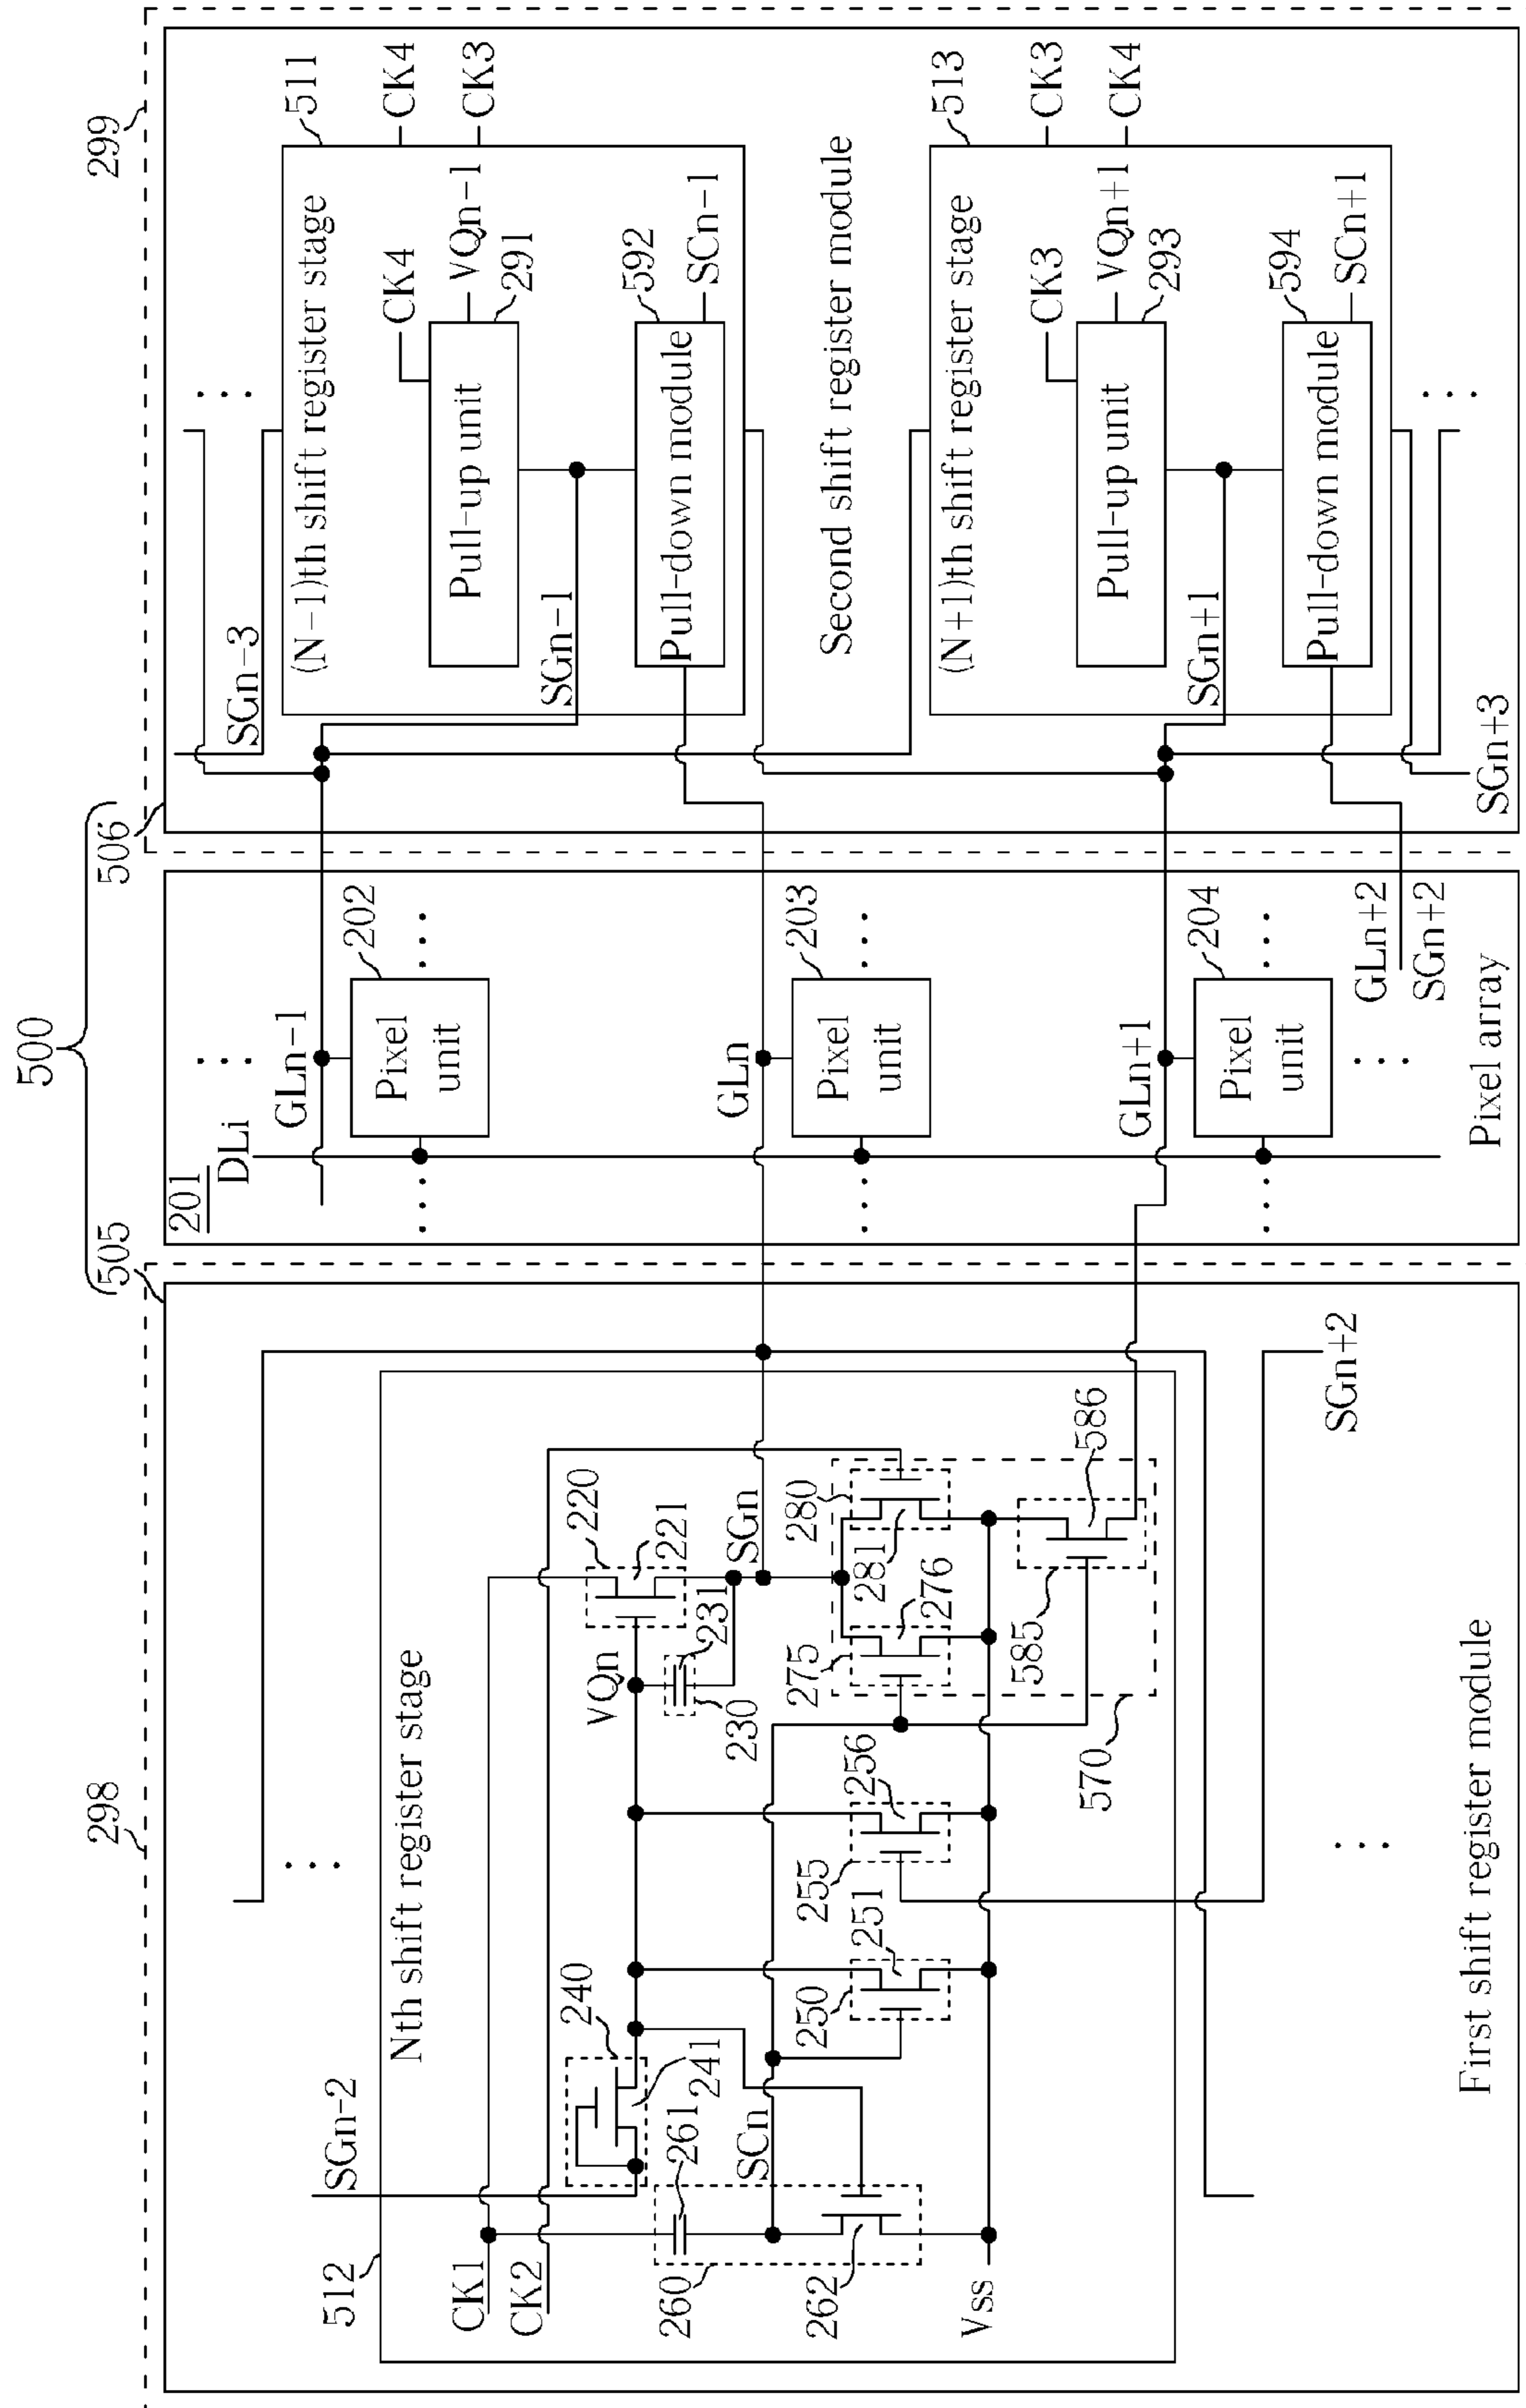 500
298
505
506
299
201
DLi
GLn-1
202
Pixel unit
GLn
203
Pixel unit
GLn+1
204
Pixel unit
GLn+2
SGn+2
Pixel array
512
SGn-2
Nth shift register stage
CK1
CK2
240
241
VQn
220
221
230
231
SGn
260
261
SCn
262
250
251
255
256
275
276
280
281
585
586
570
Vss
SGn+2
First shift register module
SGn-3
(N-1)th shift register stage
511
CK4
CK3
CK4
Pull-up unit
VQn-1
291
SGn-1
592
Pull-down module
SCn-1
Second shift register module
(N+1)th shift register stage
513
CK3
CK4
CK3
Pull-up unit
VQn+1
293
SGn+1
594
Pull-down module
SCn+1
SGn+3